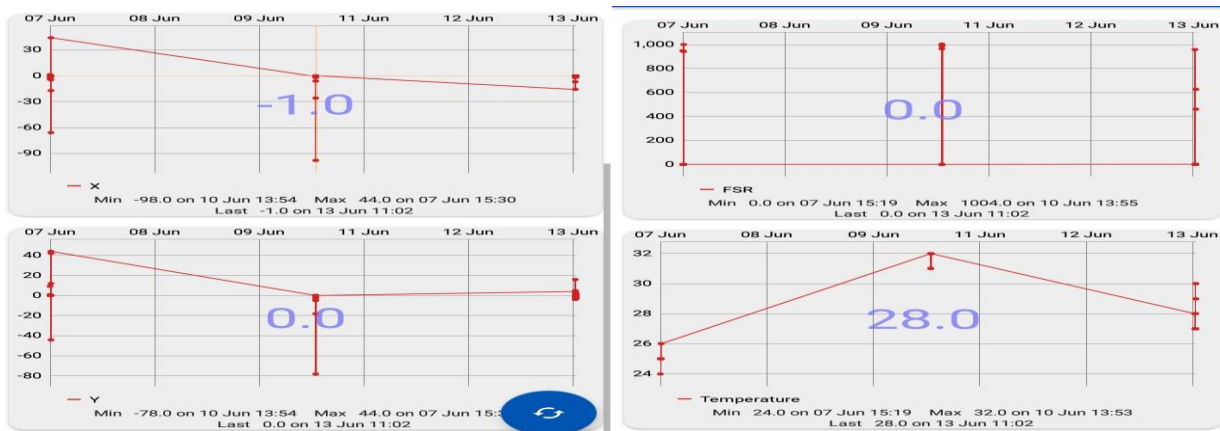 07 Jun 08 Jun 09 Jun 11 Jun 12 Jun 13 Jun
30
0
-30
-60
-90
-1.0
X
Min -98.0 on 10 Jun 13:54 Max 44.0 on 07 Jun 15:30
Last -1.0 on 13 Jun 11:02
07 Jun 08 Jun 09 Jun 11 Jun 12 Jun 13 Jun
40
20
0
-20
-40
-60
-80
0.0
Y
Min -78.0 on 10 Jun 13:54 Max 44.0 on 07 Jun 15:3
Last 0.0 on 13 Jun 11:02
07 Jun 08 Jun 09 Jun 11 Jun 12 Jun 13 Jun
1,000
800
600
400
200
0
0.0
FSR
Min 0.0 on 07 Jun 15:19 Max 1004.0 on 10 Jun 13:55
Last 0.0 on 13 Jun 11:02
07 Jun 08 Jun 09 Jun 11 Jun 12 Jun 13 Jun
32
30
28
26
24
28.0
Temperature
Min 24.0 on 07 Jun 15:19 Max 32.0 on 10 Jun 13:53
Last 28.0 on 13 Jun 11:02